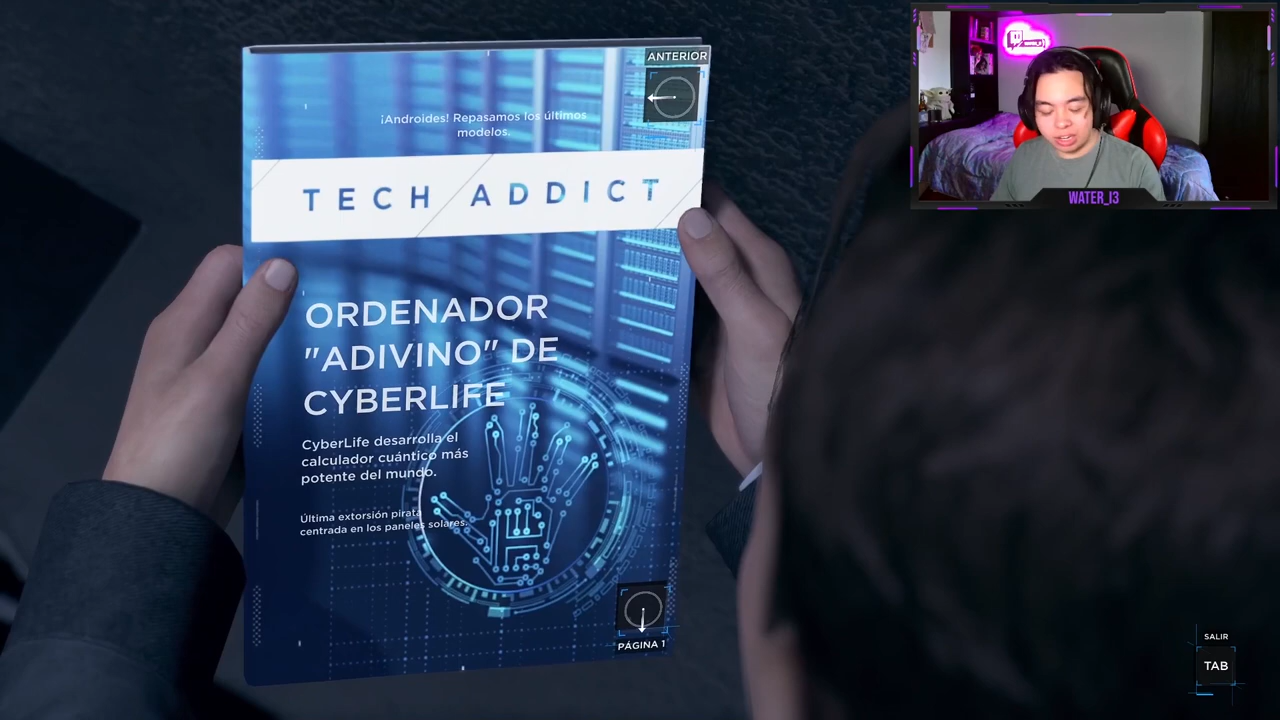 ANTERIOR
¡Androides! Repasamos los últimos
modelos.
TECH ADDICT
ORDENADOR
"ADIVINO" DE
CYBERLIFE
CyberLife desarrolla el
calculador cuántico más
potente del mundo.
Última extorsión pirata
centrada en los paneles solares.
PÁGINA 1
WATER_I3
SALIR
TAB